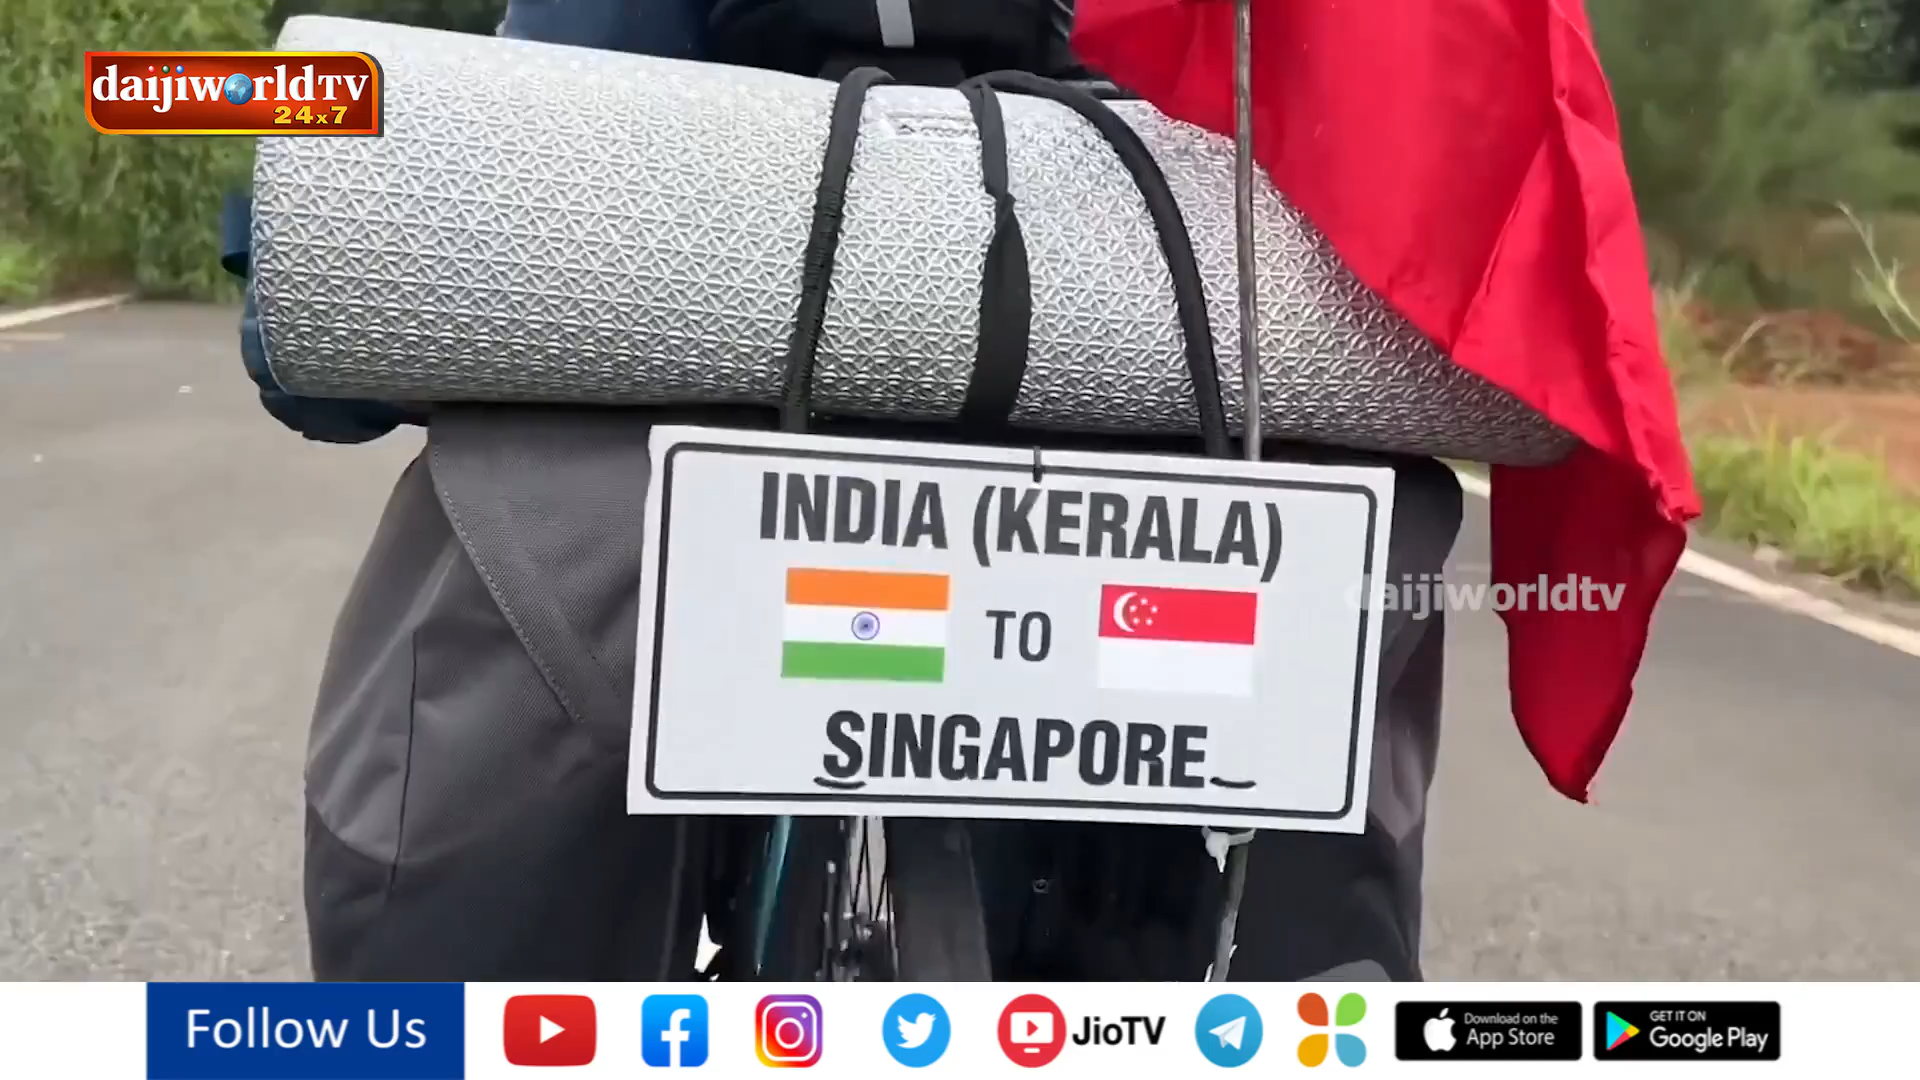 daijiworldTV
24x7
INDIA (KERALA)
TO
SINGAPORE
daijiworldtv
Follow Us
JioTV
Download on the
App Store
GET IT ON
Google Play